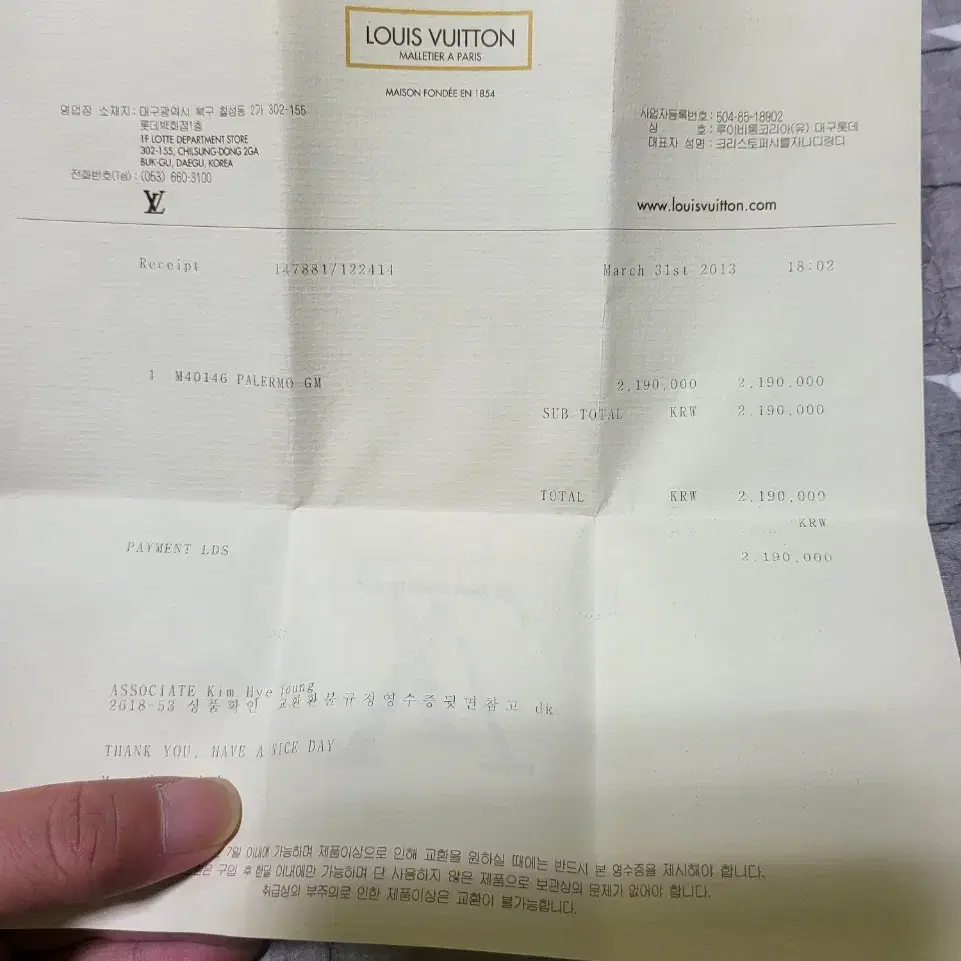 LOUIS VUITTON
MALLETIER A PARIS
MAISON FONDÉE EN 1854
영업장 소재지 : 대구광역시 북구 칠성동 2가 302-155
롯데백화점1층
1F LOTTE DEPARTMENT STORE
302-155, CHILSUNG-DONG 2GA
BUK-GU, DAEGU, KOREA
전화번호(Tel) : (053) 660-3100
사업자등록번호 : 504-85-18902
상 호 : 루이비통코리아(유) 대구롯데
대표자 성명 : 크리스토퍼시를자나디렁디
LV
www.louisvuitton.com
Receipt 147881/122414 March 31st 2013 18:02
1 M40146 PALERMO GM 2,190,000 2,190,000
SUB TOTAL KRW 2,190,000
TOTAL KRW 2,190,000
KRW
PAYMENT LDS 2,190,000
ASSOCIATE Kim Hye Young
2618-53 상품확인 교환환불규정영수증뒷면참고 dk
THANK YOU, HAVE A NICE DAY
7일 이내에 가능하며 제품이상으로 인해 교환을 원하실 때에는 반드시 본 영수증을 제시해야 합니다.
구입 후 한달 이내에만 가능하며 단 사용하지 않은 제품으로 보관상의 문제가 없어야 합니다.
취급상의 부주의로 인한 제품이상은 교환이 불가능합니다.